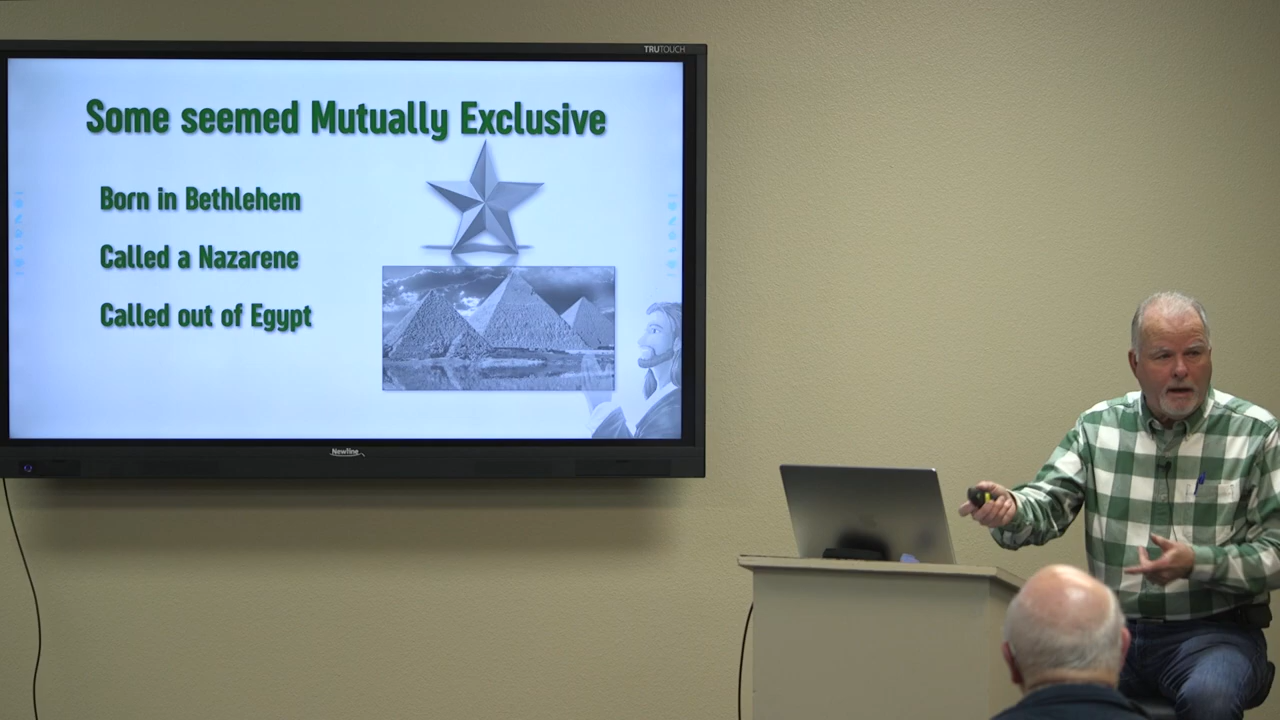 TRUTOUCH
Some seemed Mutually Exclusive
Born in Bethlehem
Called a Nazarene
Called out of Egypt
Newline